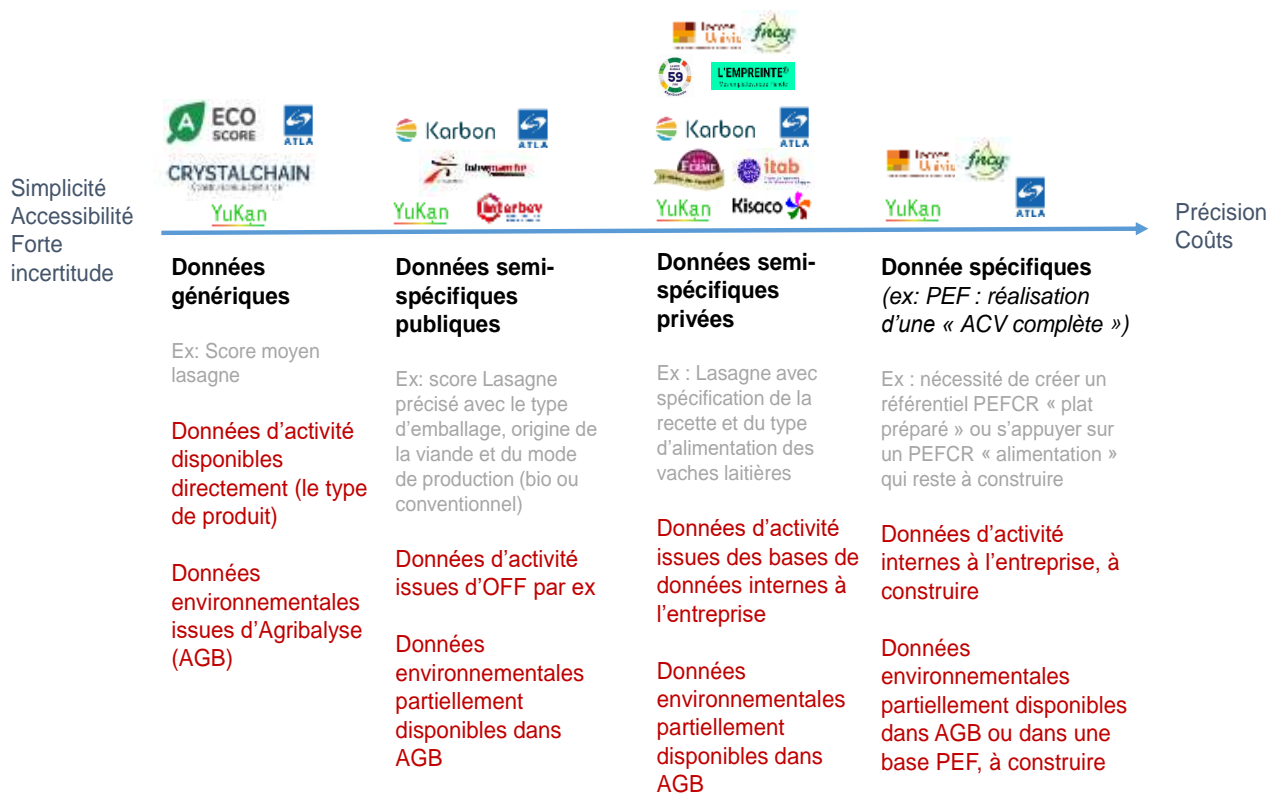 fncy
59
L'EMPREINTE
A
ECO
SCORE
ATLA
Karbon
ATLA
Karbon
ATLA
CRYSTALCHAIN
Intermarché
FERME
itab
fncy
YuKan
YuKan
Interbev
YuKan
Kisaco
YuKan
ATLA
Simplicité
Accessibilité
Forte
incertitude
Précision
Coûts
Données
génériques
Ex: Score moyen
lasagne
Données d’activité
disponibles
directement (le type
de produit)
Données
environnementales
issues d’Agribalyse
(AGB)
Données semi-
spécifiques
publiques
Ex: score Lasagne
précisé avec le type
d’emballage, origine de
la viande et du mode
de production (bio ou
conventionnel)
Données d’activité
issues d’OFF par ex
Données
environnementales
partiellement
disponibles dans
AGB
Données semi-
spécifiques
privées
Ex : Lasagne avec
spécification de la
recette et du type
d’alimentation des
vaches laitières
Données d’activité
issues des bases de
données internes à
l’entreprise
Données
environnementales
partiellement
disponibles dans
AGB
Donnée spécifiques
(ex: PEF : réalisation
d’une « ACV complète »)
Ex : nécessité de créer un
référentiel PEFCR « plat
préparé » ou s’appuyer sur
un PEFCR « alimentation »
qui reste à construire
Données d’activité
internes à l’entreprise, à
construire
Données
environnementales
partiellement disponibles
dans AGB ou dans une
base PEF, à construire